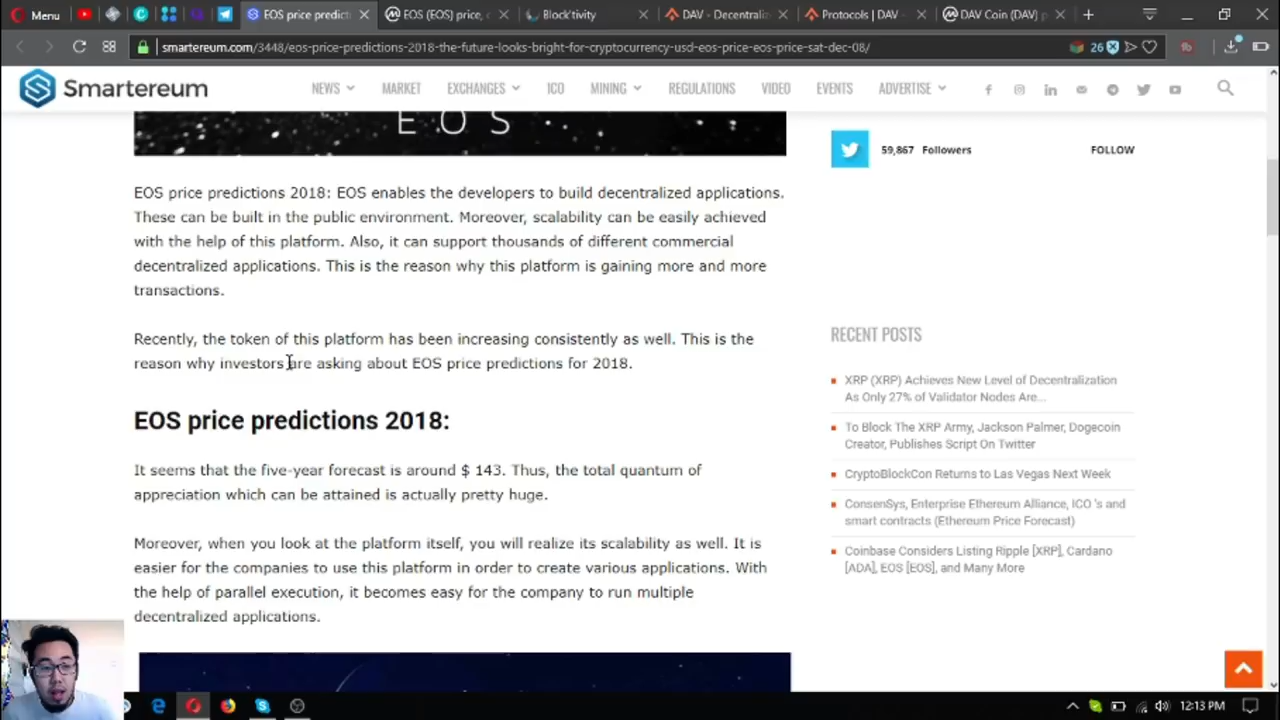 Menu
EOS price predicti
EOS (EOS) price, c
Block'tivity
DAV - Decentraliz
Protocols | DAV
DAV Coin (DAV) p
smartereum.com/3448/eos-price-predictions-2018-the-future-looks-bright-for-cryptocurrency-usd-eos-price-eos-price-sat-dec-08/
26
Smartereum
NEWS
MARKET
EXCHANGES
ICO
MINING
REGULATIONS
VIDEO
EVENTS
ADVERTISE
EOS
EOS price predictions 2018: EOS enables the developers to build decentralized applications.
These can be built in the public environment. Moreover, scalability can be easily achieved
with the help of this platform. Also, it can support thousands of different commercial
decentralized applications. This is the reason why this platform is gaining more and more
transactions.
Recently, the token of this platform has been increasing consistently as well. This is the
reason why investors are asking about EOS price predictions for 2018.
EOS price predictions 2018:
It seems that the five-year forecast is around $ 143. Thus, the total quantum of
appreciation which can be attained is actually pretty huge.
Moreover, when you look at the platform itself, you will realize its scalability as well. It is
easier for the companies to use this platform in order to create various applications. With
the help of parallel execution, it becomes easy for the company to run multiple
decentralized applications.
59,867 Followers
FOLLOW
RECENT POSTS
XRP (XRP) Achieves New Level of Decentralization
As Only 27% of Validator Nodes Are...
To Block The XRP Army, Jackson Palmer, Dogecoin
Creator, Publishes Script On Twitter
CryptoBlockCon Returns to Las Vegas Next Week
ConsenSys, Enterprise Ethereum Alliance, ICO 's and
smart contracts (Ethereum Price Forecast)
Coinbase Considers Listing Ripple [XRP], Cardano
[ADA], EOS [EOS], and Many More
12:13 PM